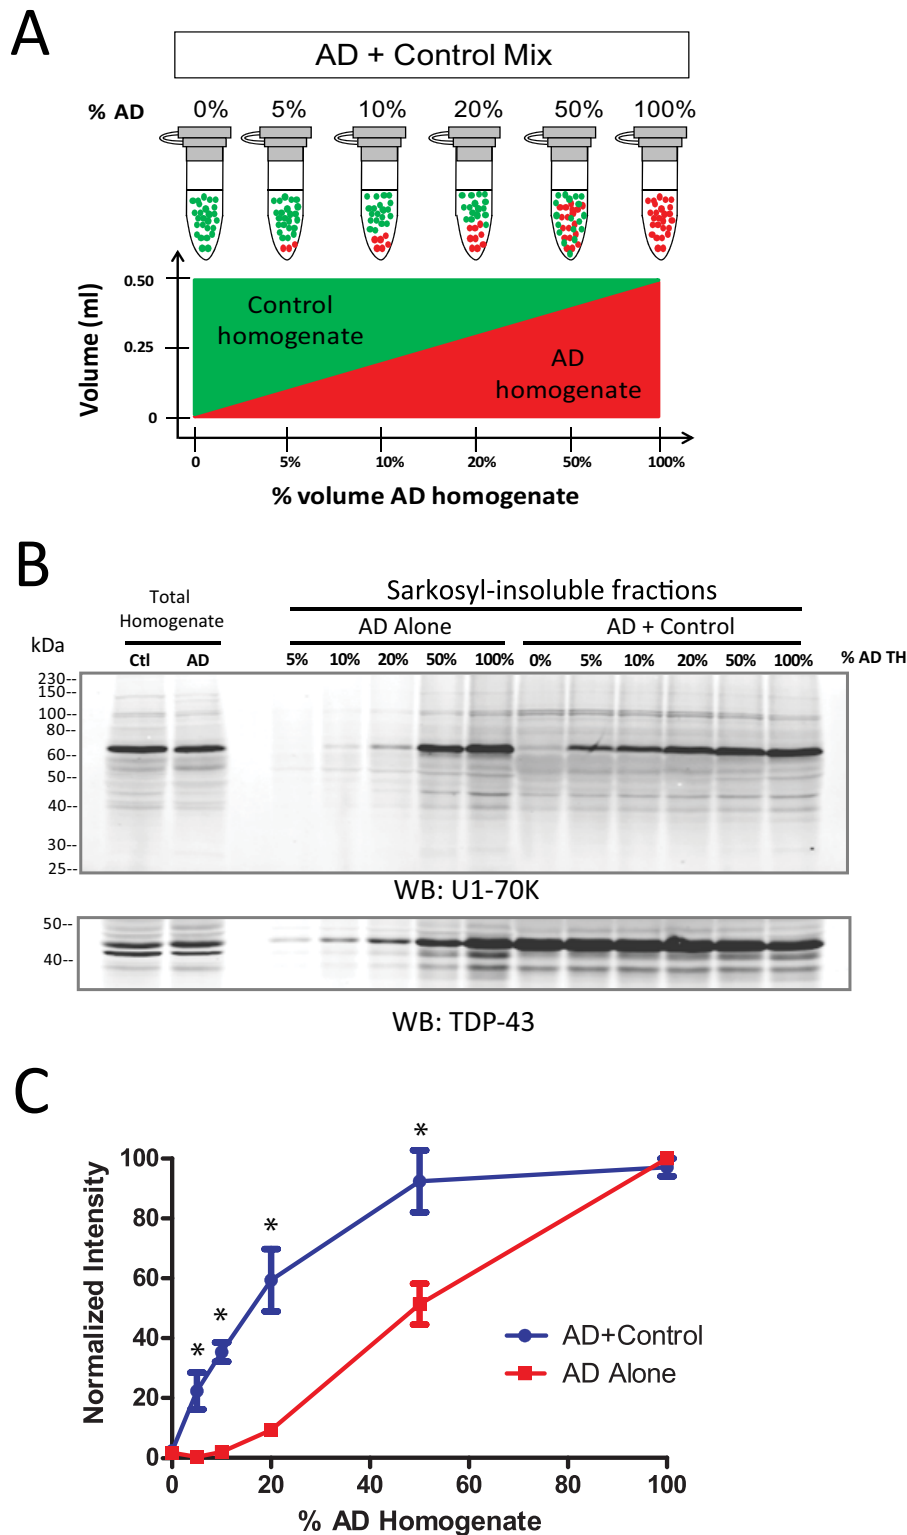 A
AD + Control Mix
% AD 0% 5% 10% 20% 50% 100%
Volume (ml)
0.50
0.25
0
Control
homogenate
AD
homogenate
0 5% 10% 20% 50% 100%
% volume AD homogenate
B
Total
Homogenate
Sarkosyl-insoluble fractions
AD Alone AD + Control
kDa
Ctl AD 5% 10% 20% 50% 100% 0% 5% 10% 20% 50% 100% % AD TH
230--
150--
100--
80--
60--
50--
40--
30--
25--
WB: U1-70K
50--
40--
WB: TDP-43
C
Normalized Intensity
100
80
60
40
20
0
* * * *
AD+Control
AD Alone
0 20 40 60 80 100
% AD Homogenate